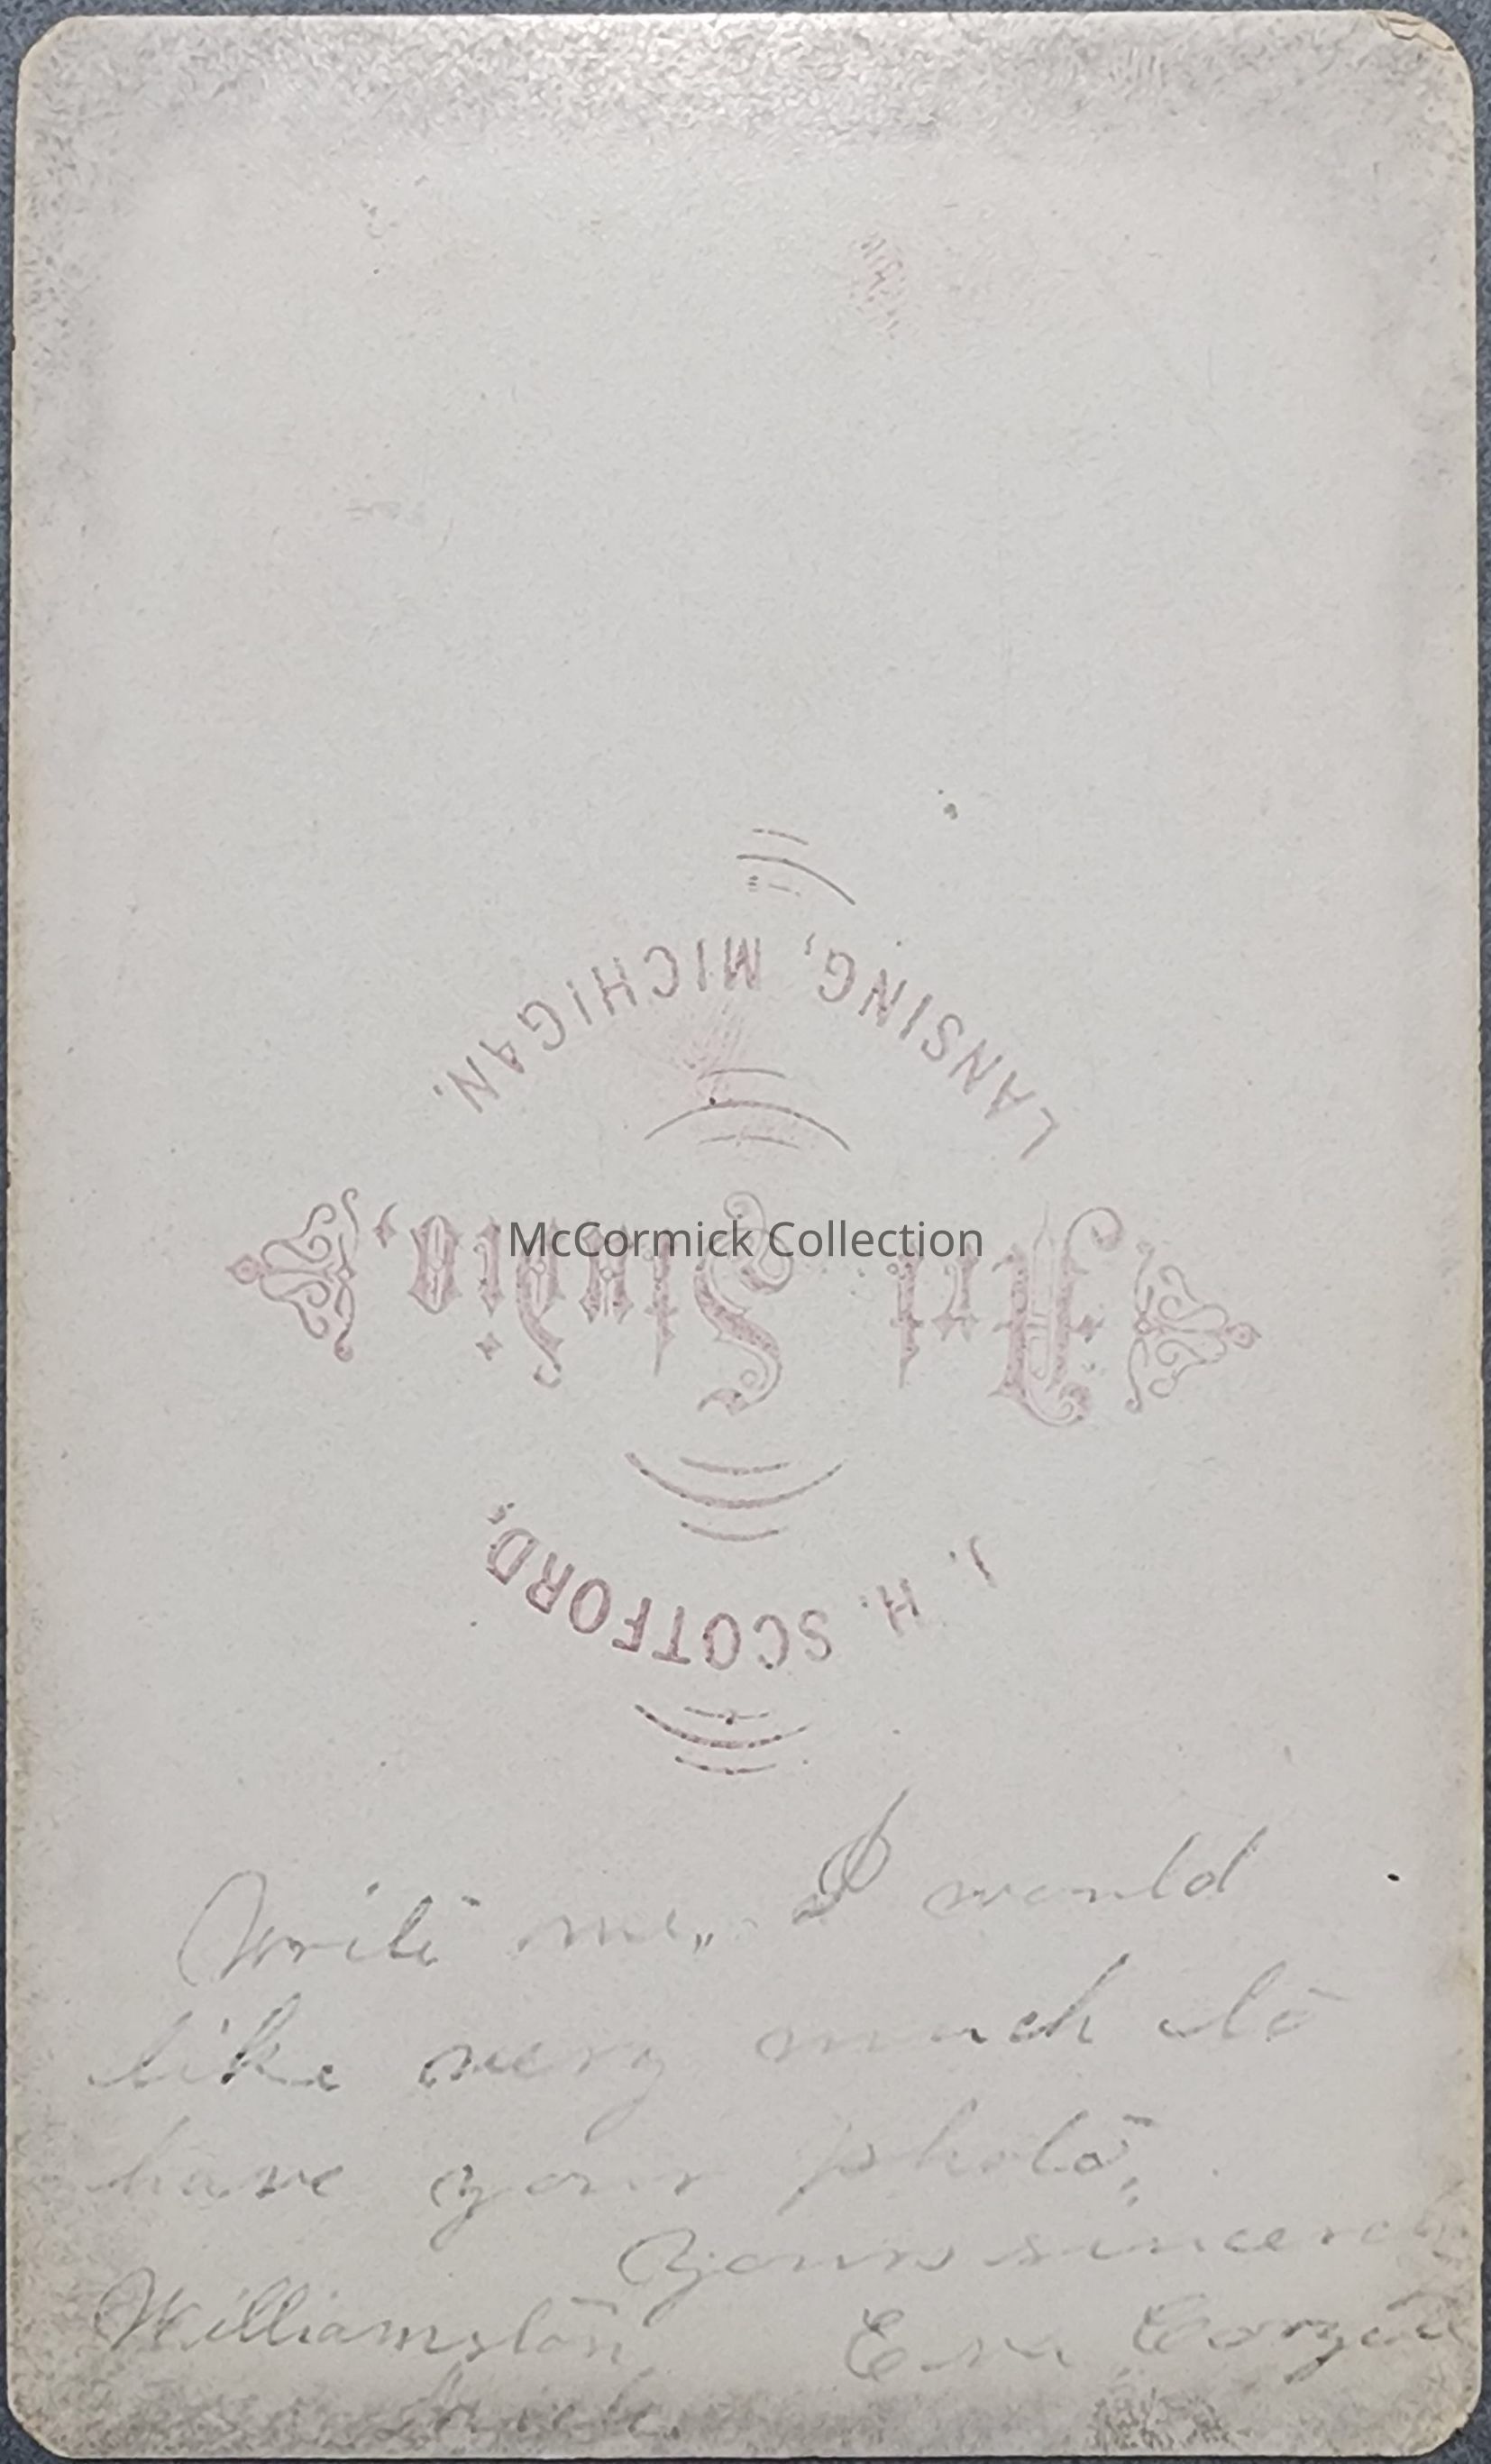 LANSING, MICHIGAN.
Art Studio.
McCormick Collection
J. H. SCOTFORD,
Write me, I would
like very much to
have your photo,
Yours sincerely
Williamston Eva
Mich.